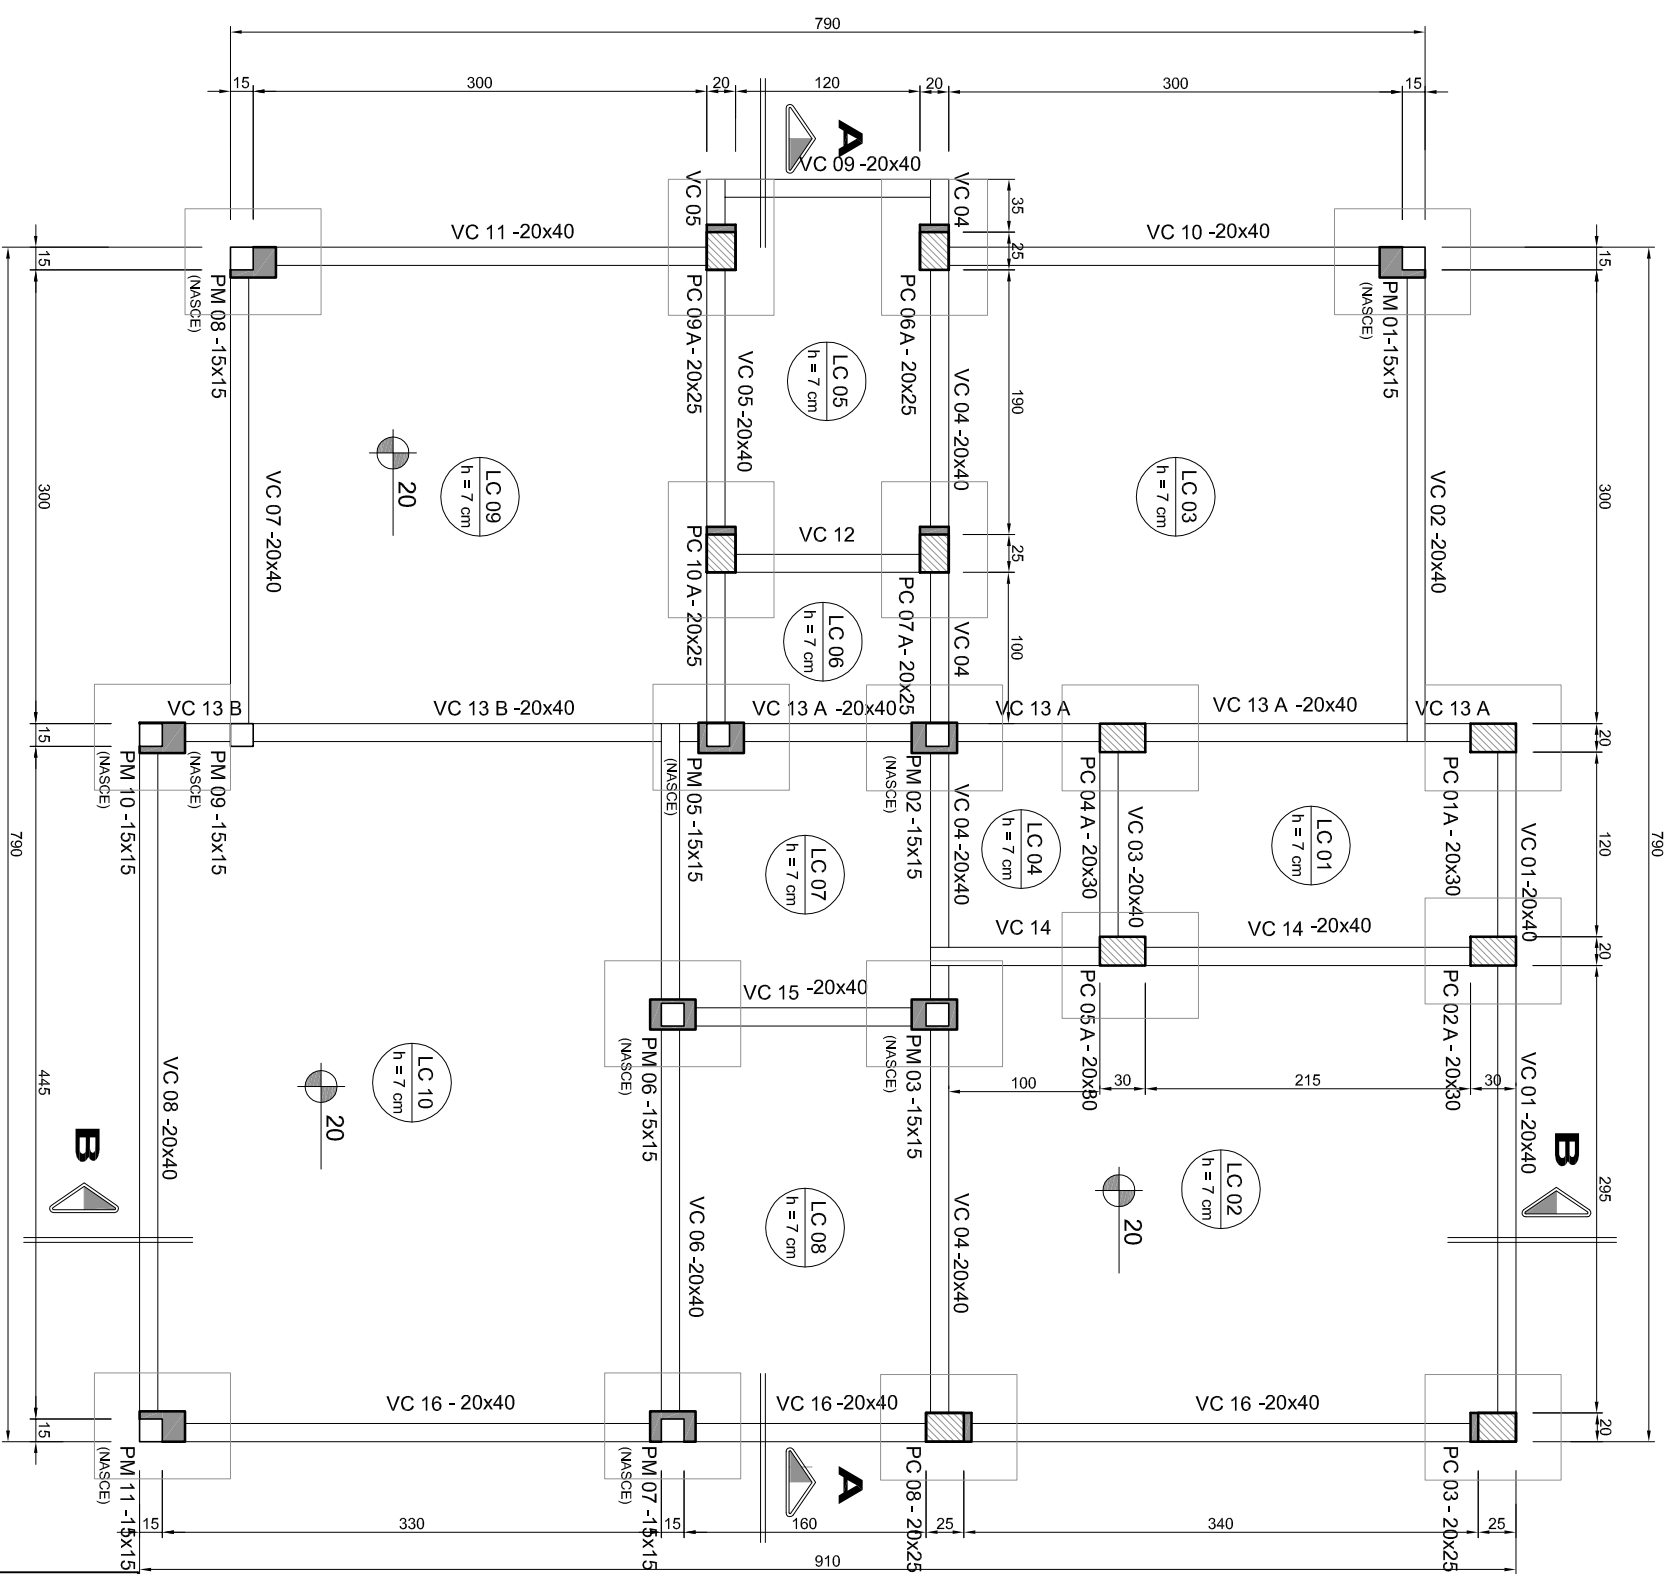 790
15
300
20
120
20
300
15
A
VC 09 -20x40
VC 05
VC 04
35
25
VC 11 -20x40
VC 10 -20x40
15
15
PM 08 -15x15
(NASCE)
PC 09 A - 20x25
PC 06 A - 20x25
PM 01-15x15
(NASCE)
LC 05
h = 7 cm
VC 05 -20x40
VC 04 -20x40
190
300
300
20
LC 09
h = 7 cm
LC 03
h = 7 cm
VC 07 -20x40
VC 02 -20x40
VC 12
25
PC 10 A - 20x25
PC 07 A - 20x25
LC 06
h = 7 cm
VC 04
100
VC 13 B
VC 13 B -20x40
VC 13 A -20x40
VC 13 A
VC 13 A -20x40
VC 13 A
15
20
PM 10 -15x15
(NASCE)
PM 09 -15x15
(NASCE)
PM 05 -15x15
(NASCE)
PM 02 -15x15
(NASCE)
VC 04 -20x40
PC 04 A - 20x30
PC 01 A - 20x30
LC 07
h = 7 cm
LC 04
h = 7 cm
VC 03 -20x40
LC 01
h = 7 cm
VC 01 -20x40
120
790
790
VC 14
VC 14 -20x40
20
VC 15 -20x40
PC 05 A - 20x30
PC 02 A - 20x30
PM 06 -15x15
(NASCE)
PM 03 -15x15
(NASCE)
100
30
215
30
VC 08 -20x40
LC 10
h = 7 cm
20
445
VC 01 -20x40
B
B
LC 02
h = 7 cm
20
295
VC 06 -20x40
LC 08
h = 7 cm
VC 04 -20x40
VC 16 - 20x40
VC 16 -20x40
VC 16 -20x40
15
20
PM 11 -15x15
(NASCE)
PM 07 -15x15
(NASCE)
A
PC 08 - 20x25
PC 03 - 20x25
15
330
15
160
25
340
25
910